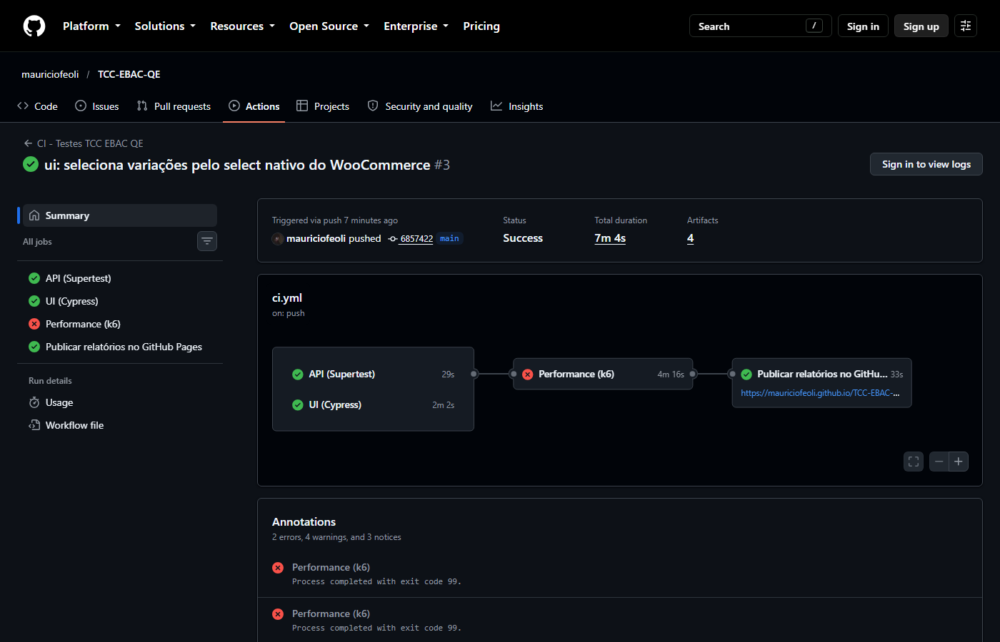 Platform Solutions Resources Open Source Enterprise Pricing Search / Sign in Sign up
mauriciofeoli / TCC-EBAC-QE
Code Issues Pull requests Actions Projects Security and quality Insights
CI - Testes TCC EBAC QE
ui: seleciona variações pelo select nativo do WooCommerce #3
Sign in to view logs
Summary
All jobs
API (Supertest)
UI (Cypress)
Performance (k6)
Publicar relatórios no GitHub Pages
Run details
Usage
Workflow file
Triggered via push 7 minutes ago
mauriciofeoli pushed 6857422 main
Status
Success
Total duration
7m 4s
Artifacts
4
ci.yml
on: push
API (Supertest) 29s
UI (Cypress) 2m 2s
Performance (k6) 4m 16s
Publicar relatórios no GitHu... 33s
https://mauriciofeoli.github.io/TCC-EBAC-...
Annotations
2 errors, 4 warnings, and 3 notices
Performance (k6)
Process completed with exit code 99.
Performance (k6)
Process completed with exit code 99.